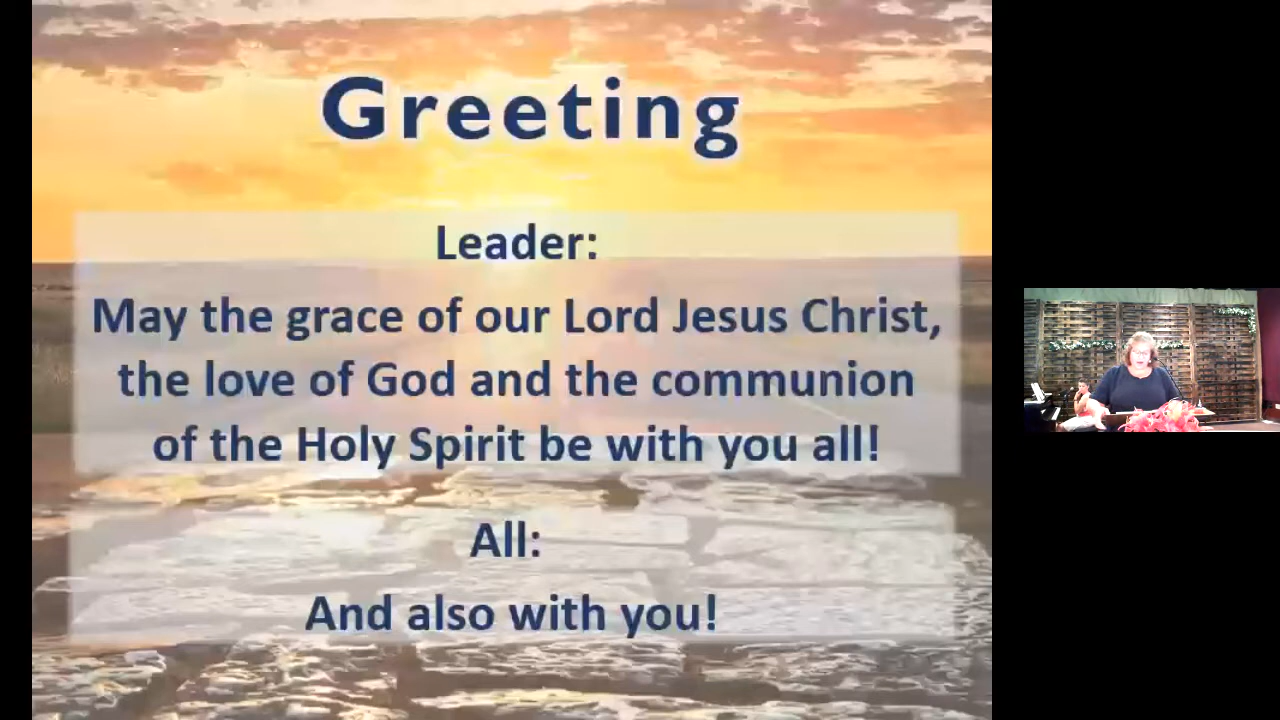 Greeting
Leader:
May the grace of our Lord Jesus Christ,
the love of God and the communion
of the Holy Spirit be with you all!
All:
And also with you!